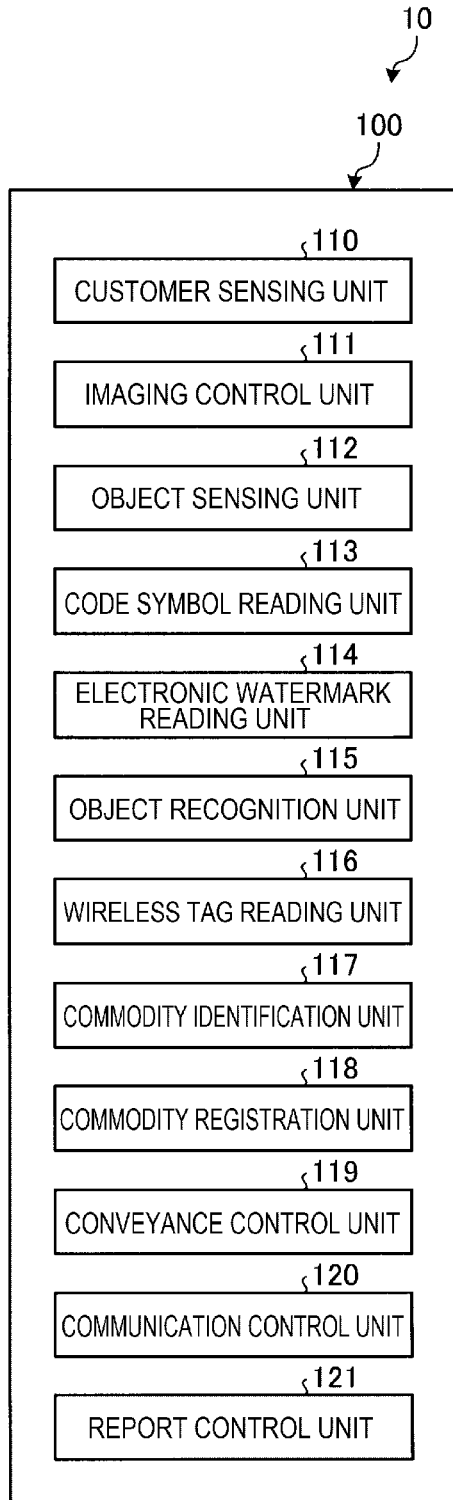 10
100
110
CUSTOMER SENSING UNIT
111
IMAGING CONTROL UNIT
112
OBJECT SENSING UNIT
113
CODE SYMBOL READING UNIT
114
ELECTRONIC WATERMARK
READING UNIT
115
OBJECT RECOGNITION UNIT
116
WIRELESS TAG READING UNIT
117
COMMODITY IDENTIFICATION UNIT
118
COMMODITY REGISTRATION UNIT
119
CONVEYANCE CONTROL UNIT
120
COMMUNICATION CONTROL UNIT
121
REPORT CONTROL UNIT